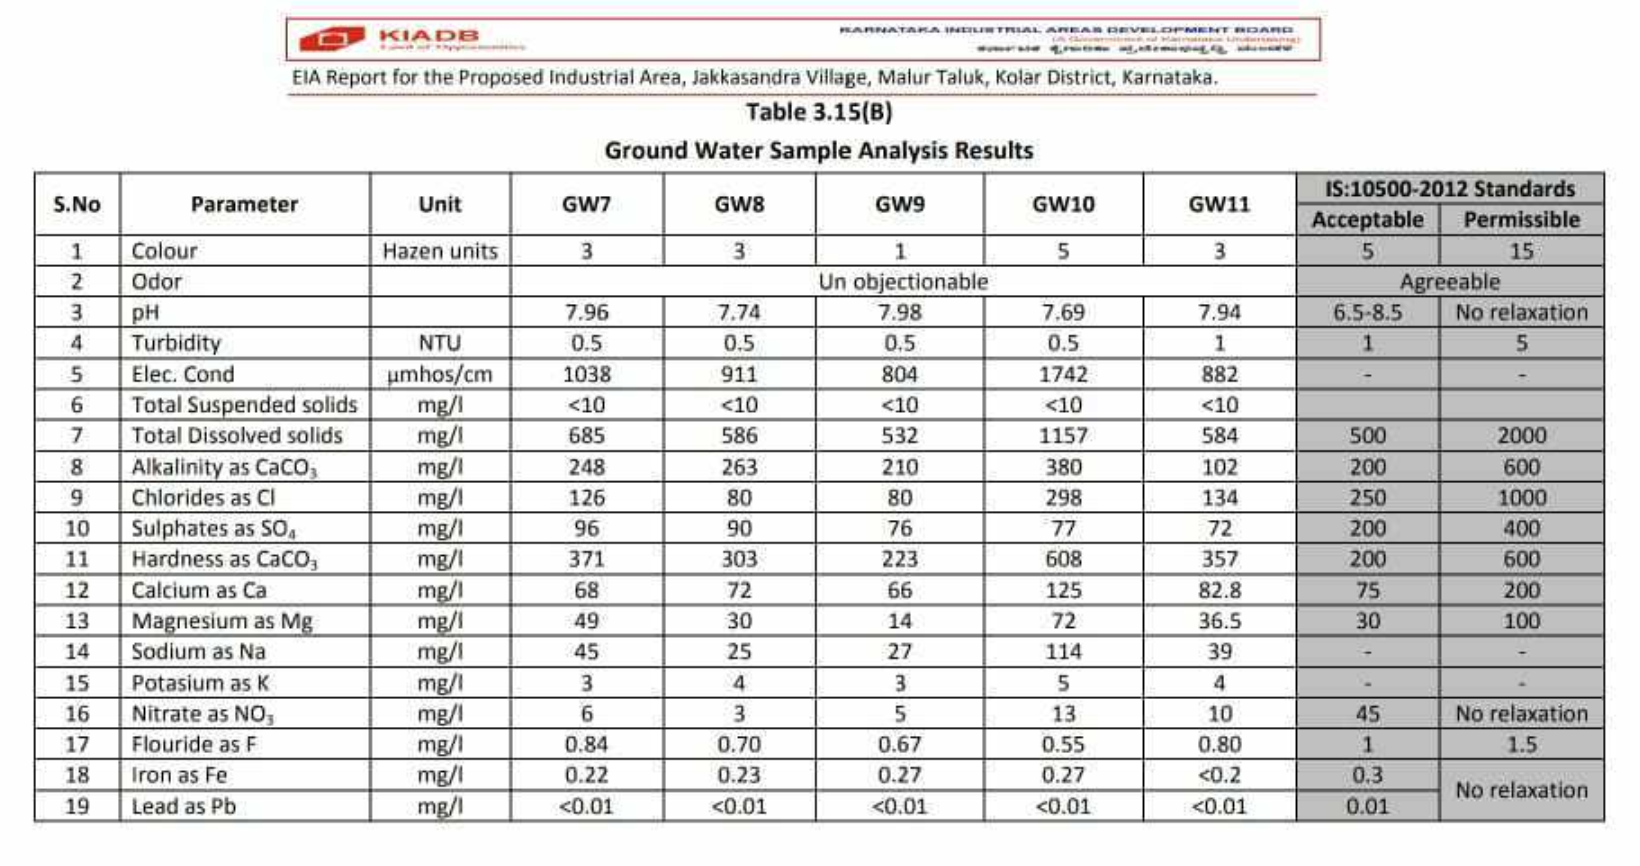 KIADB
Land of Opportunities
KARNATAKA INDUSTRIAL AREAS DEVELOPMENT BOARD
(A Government of Karnataka Undertaking)
EIA Report for the Proposed Industrial Area, Jakkasandra Village, Malur Taluk, Kolar District, Karnataka.
Table 3.15(B)
Ground Water Sample Analysis Results
S.No Parameter Unit GW7 GW8 GW9 GW10 GW11 IS:10500-2012 Standards
Acceptable Permissible
1 Colour Hazen units 3 3 1 5 3 5 15
2 Odor Un objectionable Agreeable
3 pH 7.96 7.74 7.98 7.69 7.94 6.5-8.5 No relaxation
4 Turbidity NTU 0.5 0.5 0.5 0.5 1 1 5
5 Elec. Cond µmhos/cm 1038 911 804 1742 882 - -
6 Total Suspended solids mg/l <10 <10 <10 <10 <10
7 Total Dissolved solids mg/l 685 586 532 1157 584 500 2000
8 Alkalinity as CaCO₃ mg/l 248 263 210 380 102 200 600
9 Chlorides as Cl mg/l 126 80 80 298 134 250 1000
10 Sulphates as SO₄ mg/l 96 90 76 77 72 200 400
11 Hardness as CaCO₃ mg/l 371 303 223 608 357 200 600
12 Calcium as Ca mg/l 68 72 66 125 82.8 75 200
13 Magnesium as Mg mg/l 49 30 14 72 36.5 30 100
14 Sodium as Na mg/l 45 25 27 114 39 - -
15 Potasium as K mg/l 3 4 3 5 4 - -
16 Nitrate as NO₃ mg/l 6 3 5 13 10 45 No relaxation
17 Flouride as F mg/l 0.84 0.70 0.67 0.55 0.80 1 1.5
18 Iron as Fe mg/l 0.22 0.23 0.27 0.27 <0.2 0.3 No relaxation
19 Lead as Pb mg/l <0.01 <0.01 <0.01 <0.01 <0.01 0.01